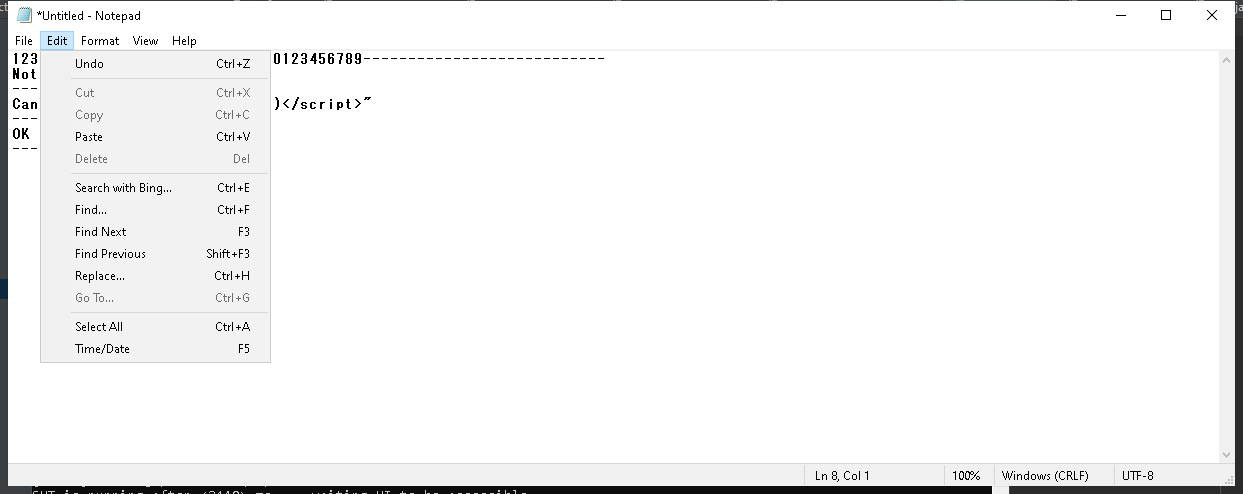 *Untitled - Notepad
File Edit Format View Help
123 0123456789---------------------------
Not
---
Can )</script>"
---
OK
---
Undo Ctrl+Z
Cut Ctrl+X
Copy Ctrl+C
Paste Ctrl+V
Delete Del
Search with Bing... Ctrl+E
Find... Ctrl+F
Find Next F3
Find Previous Shift+F3
Replace... Ctrl+H
Go To... Ctrl+G
Select All Ctrl+A
Time/Date F5
Ln 8, Col 1 100% Windows (CRLF) UTF-8